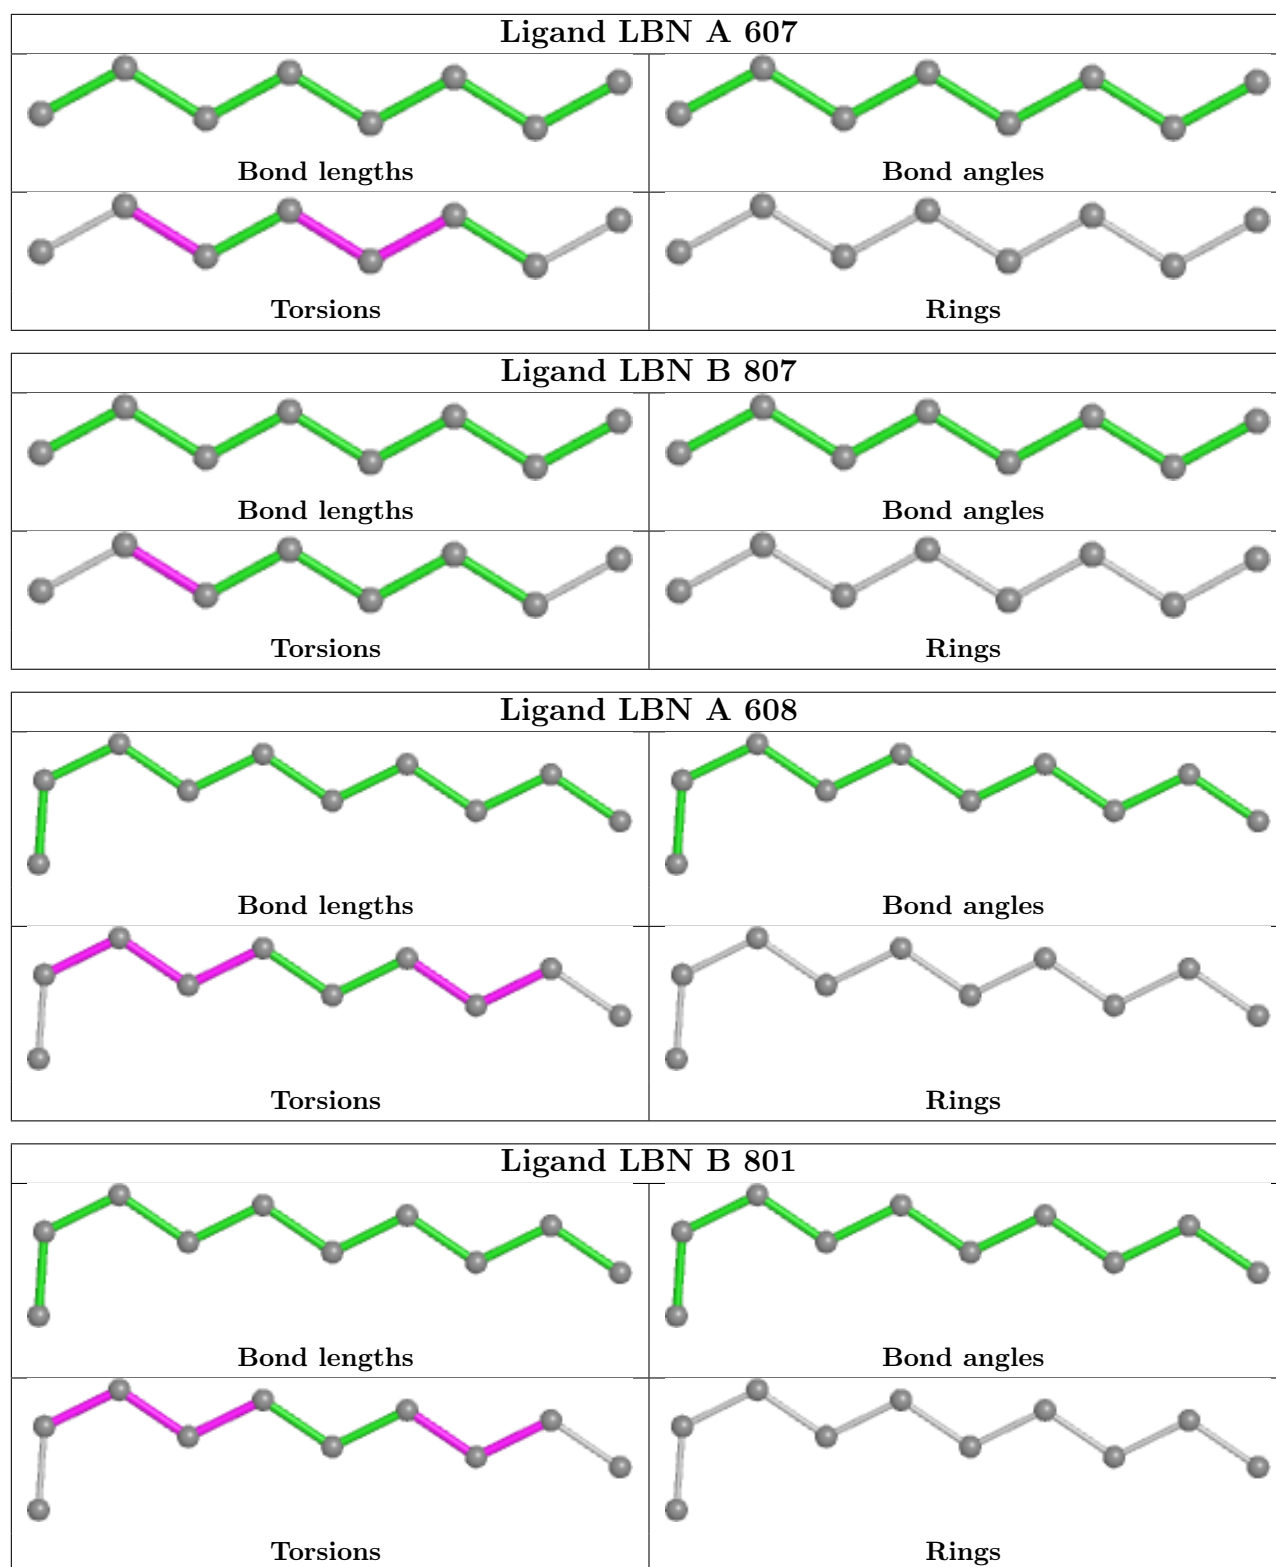 Ligand LBN A 607
Bond lengths
Bond angles
Torsions
Rings
Ligand LBN B 807
Bond lengths
Bond angles
Torsions
Rings
Ligand LBN A 608
Bond lengths
Bond angles
Torsions
Rings
Ligand LBN B 801
Bond lengths
Bond angles
Torsions
Rings